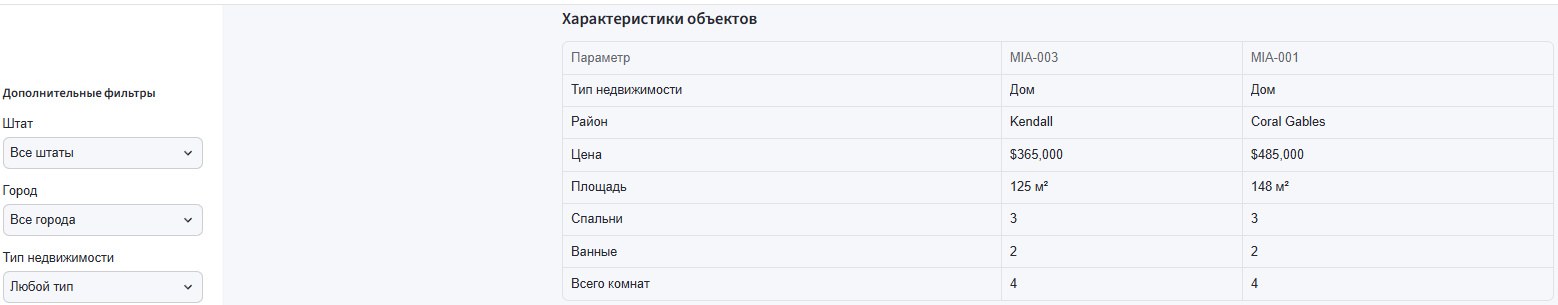 Характеристики объектов
Параметр MIA-003 MIA-001
Тип недвижимости Дом Дом
Район Kendall Coral Gables
Цена $365,000 $485,000
Площадь 125 м² 148 м²
Спальни 3 3
Ванные 2 2
Всего комнат 4 4
Дополнительные фильтры
Штат
Все штаты
Город
Все города
Тип недвижимости
Любой тип